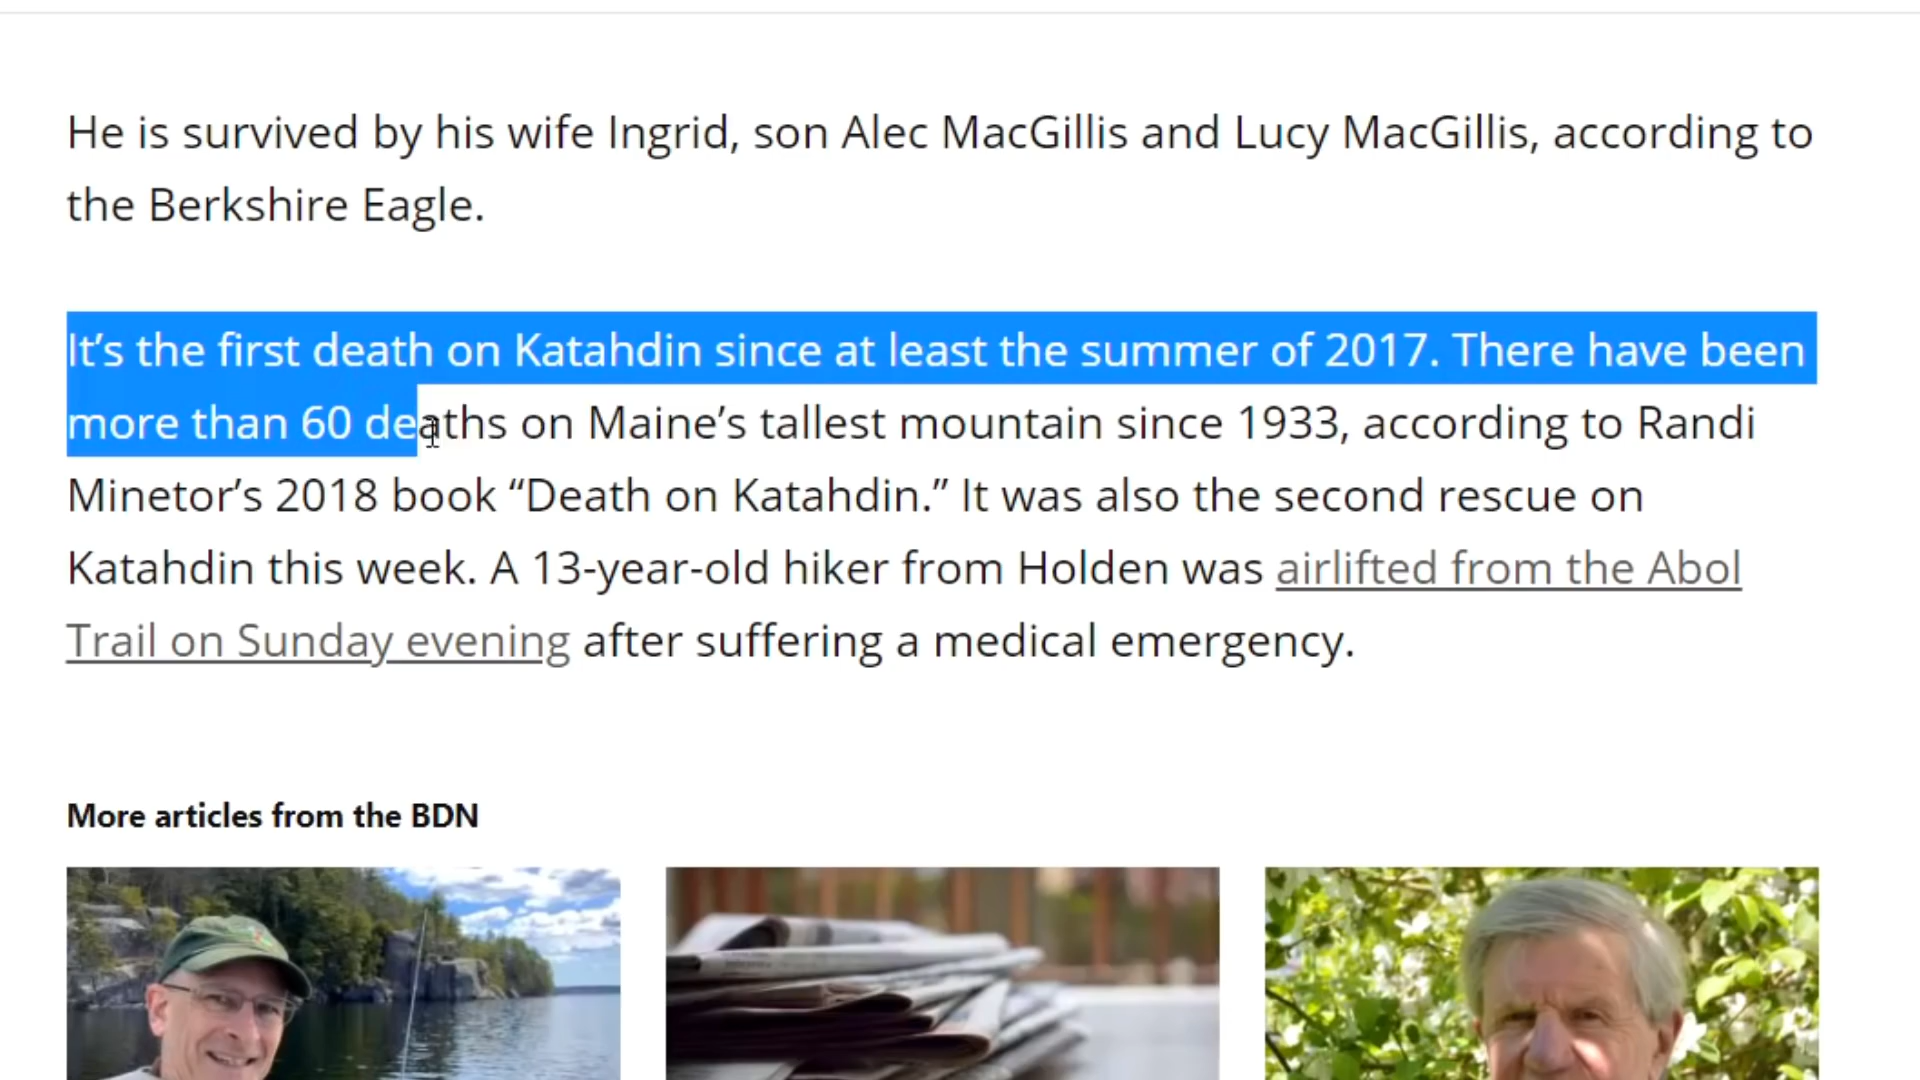 He is survived by his wife Ingrid, son Alec MacGillis and Lucy MacGillis, according to
the Berkshire Eagle.
It’s the first death on Katahdin since at least the summer of 2017. There have been
more than 60 deaths on Maine’s tallest mountain since 1933, according to Randi
Minetor’s 2018 book “Death on Katahdin.” It was also the second rescue on
Katahdin this week. A 13-year-old hiker from Holden was airlifted from the Abol
Trail on Sunday evening after suffering a medical emergency.
More articles from the BDN